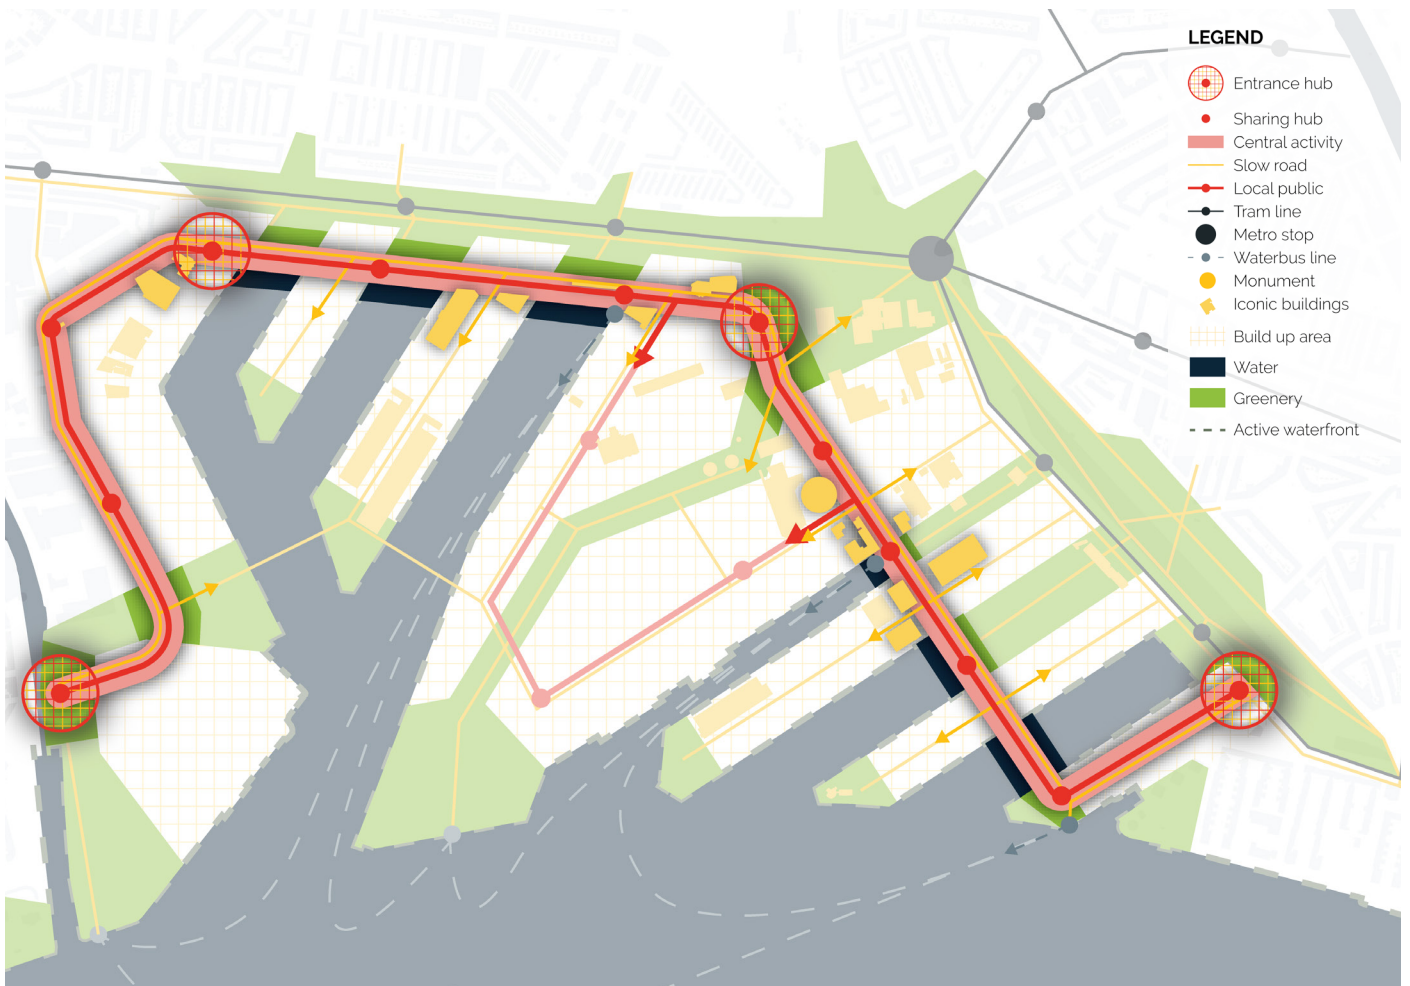 LEGEND
Entrance hub
Sharing hub
Central activity
Slow road
Local public
Tram line
Metro stop
Waterbus line
Monument
Iconic buildings
Build up area
Water
Greenery
Active waterfront